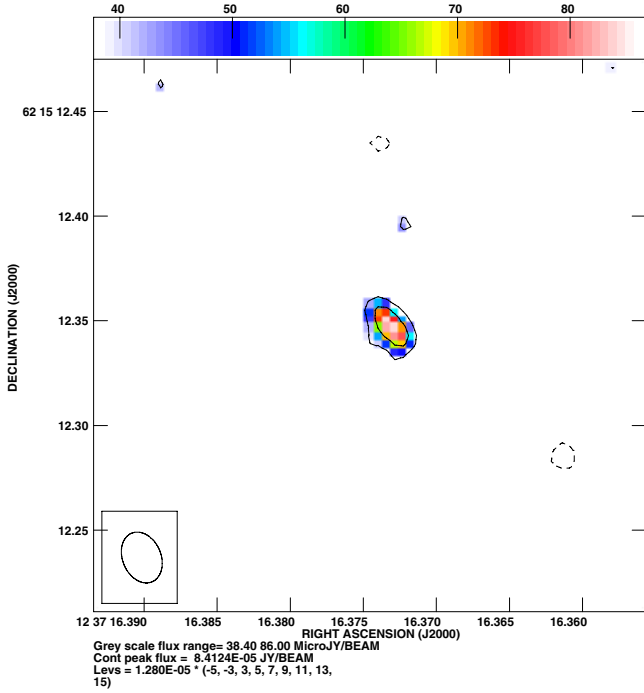 40 50 60 70 80
62 15 12.45
12.40
12.35
12.30
12.25
DECLINATION (J2000)
12 37 16.390 16.385 16.380 16.375 16.370 16.365 16.360
RIGHT ASCENSION (J2000)
Grey scale flux range= 38.40 86.00 MicroJY/BEAM
Cont peak flux = 8.4124E-05 JY/BEAM
Levs = 1.280E-05 * (-5, -3, 3, 5, 7, 9, 11, 13,
15)